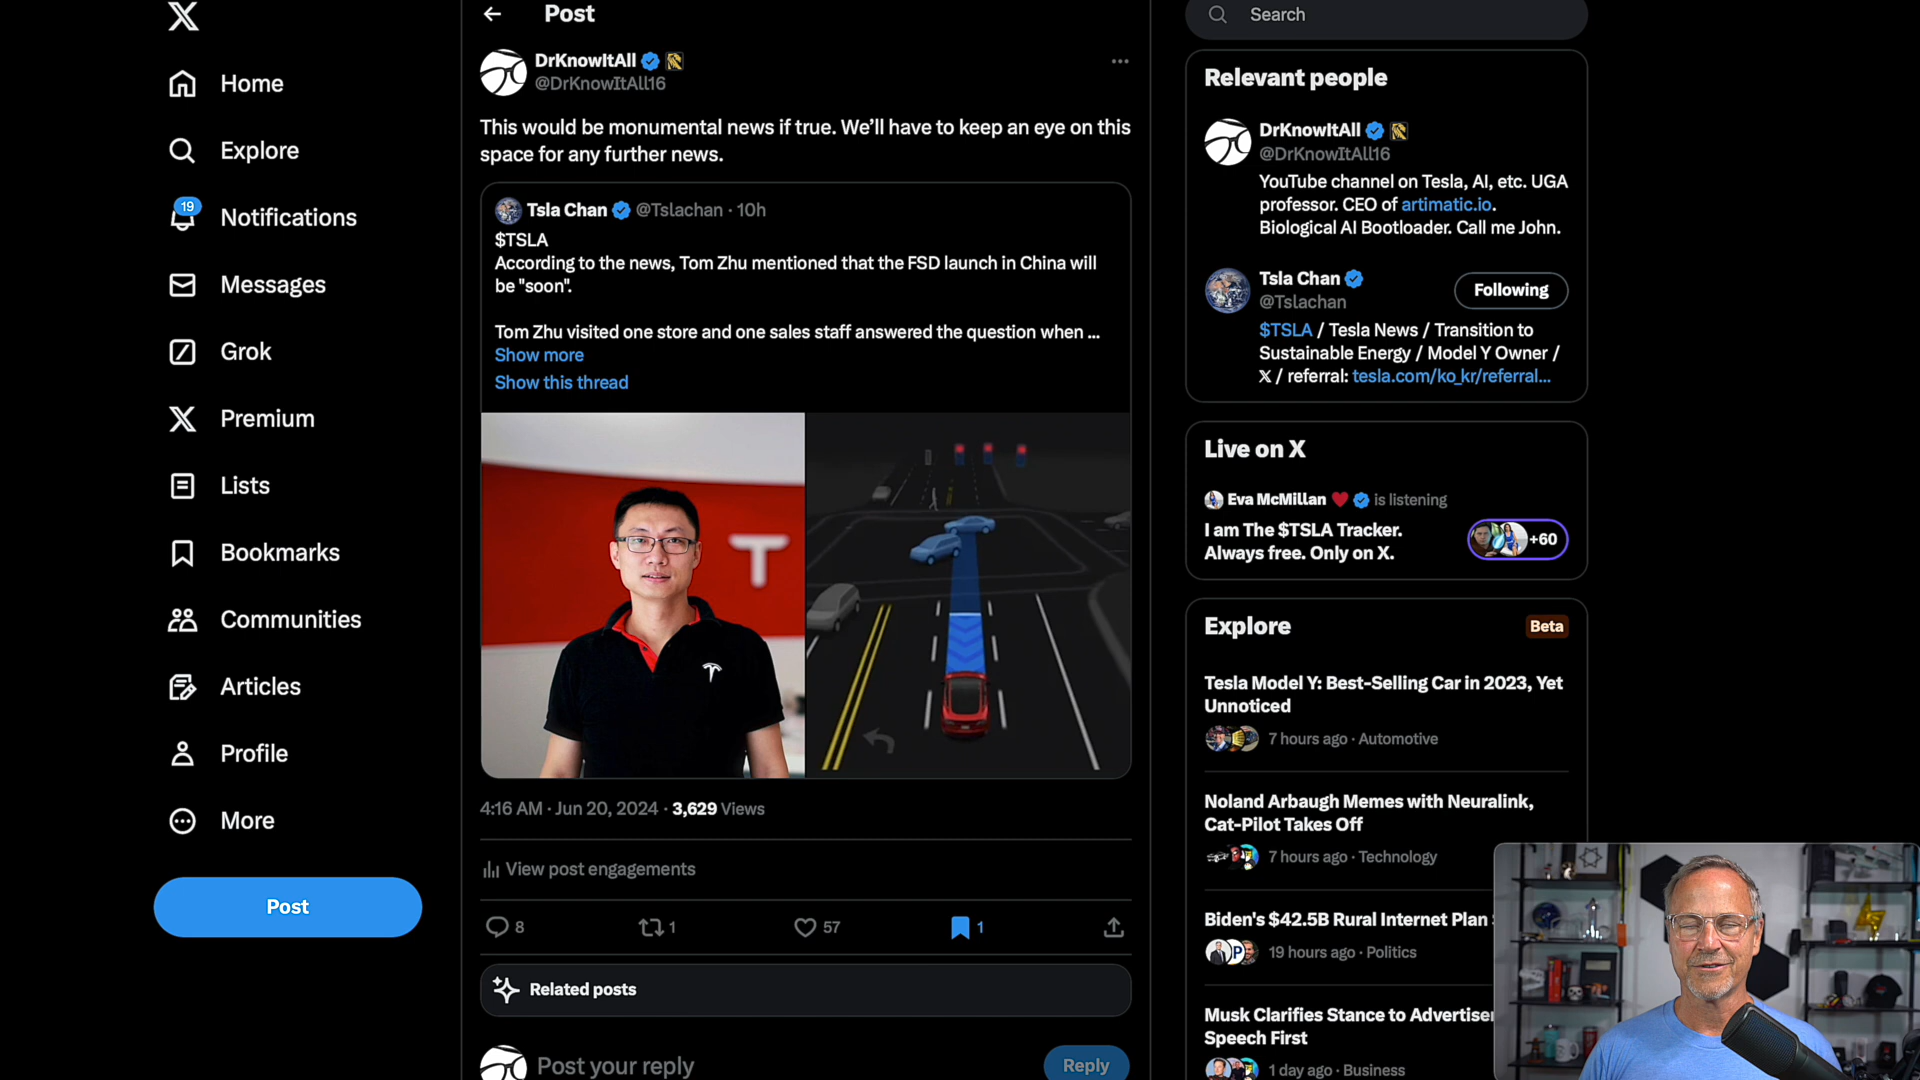 Home
Explore
19
Notifications
Messages
Grok
Premium
Lists
Bookmarks
Communities
Articles
Profile
More
Post
Post
DrKnowItAll
@DrKnowItAll16
This would be monumental news if true. We’ll have to keep an eye on this
space for any further news.
Tsla Chan @Tslachan · 10h
$TSLA
According to the news, Tom Zhu mentioned that the FSD launch in China will
be "soon".
Tom Zhu visited one store and one sales staff answered the question when ...
Show more
Show this thread
4:16 AM · Jun 20, 2024 · 3,629 Views
View post engagements
8
1
57
1
Related posts
Post your reply
Reply
Search
Relevant people
DrKnowItAll
@DrKnowItAll16
YouTube channel on Tesla, AI, etc. UGA
professor. CEO of artimatic.io.
Biological AI Bootloader. Call me John.
Tsla Chan
@Tslachan
Following
$TSLA / Tesla News / Transition to
Sustainable Energy / Model Y Owner /
𝕏 / referral: tesla.com/ko_kr/referral...
Live on X
Eva McMillan is listening
I am The $TSLA Tracker.
Always free. Only on X.
+60
Explore
Beta
Tesla Model Y: Best-Selling Car in 2023, Yet
Unnoticed
7 hours ago · Automotive
Noland Arbaugh Memes with Neuralink,
Cat-Pilot Takes Off
7 hours ago · Technology
Biden's $42.5B Rural Internet Plan
19 hours ago · Politics
Musk Clarifies Stance to Advertiser
Speech First
1 day ago · Business